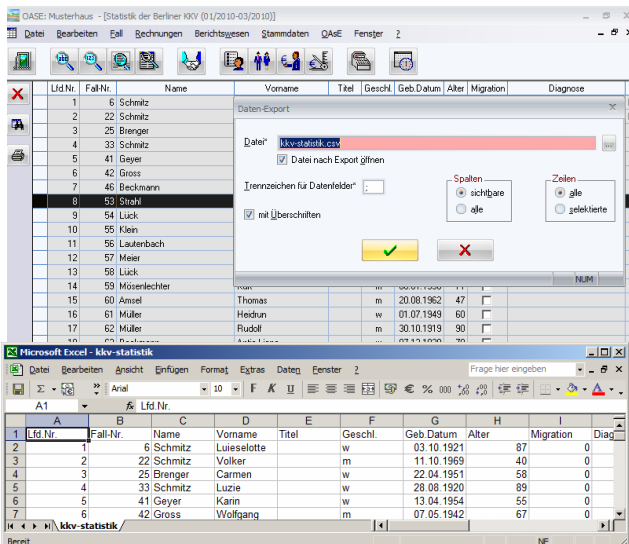 OASE: Musterhaus - [Statistik der Berliner KKV (01/2010-03/2010)]
Datei Bearbeiten Fall Rechnungen Berichtswesen Stammdaten QAsE Fenster ?
Lfd.Nr. Fall-Nr. Name Vorname Titel Geschl. Geb.Datum Alter Migration Diagnose
1 6 Schmitz
2 22 Schmitz
3 25 Brenger
4 33 Schmitz
5 41 Geyer
6 42 Gross
7 46 Beckmann
8 53 Strahl
9 54 Lück
10 55 Klein
11 56 Lautenbach
12 57 Meier
13 58 Lück
14 59 Mösenlechter
15 60 Amsel Thomas m 20.08.1962 47
16 61 Müller Heidrun w 01.07.1949 60
17 62 Müller Rudolf m 30.10.1919 90
Daten-Export
Datei* kkv-statistik.csv
Datei nach Export öffnen
Trennzeichen für Datenfelder* ;
mit Überschriften
Spalten
sichtbare
alle
Zeilen
alle
selektierte
NUM
Microsoft Excel - kkv-statistik
Datei Bearbeiten Ansicht Einfügen Format Extras Daten Fenster ? Frage hier eingeben
Σ Arial 10 F K U € % 000
A1 fx Lfd.Nr.
A B C D E F G H I
1 Lfd.Nr. Fall-Nr. Name Vorname Titel Geschl. Geb.Datum Alter Migration Diag
2 1 6 Schmitz Luieselotte w 03.10.1921 87 0
3 2 22 Schmitz Volker m 11.10.1969 40 0
4 3 25 Brenger Carmen w 22.04.1951 58 0
5 4 33 Schmitz Luzie w 28.08.1920 89 0
6 5 41 Geyer Karin w 13.04.1954 55 0
7 6 42 Gross Wolfgang m 07.05.1942 67 0
kkv-statistik
Bereit NF